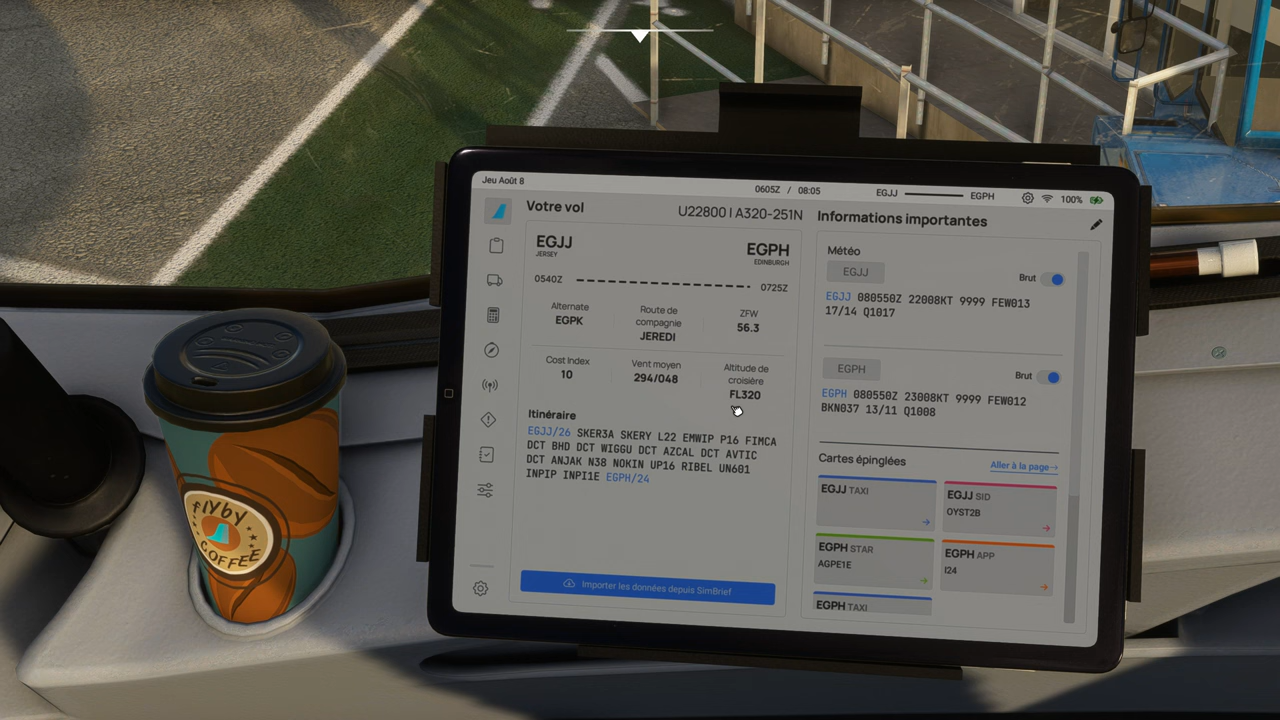 Jeu Août 8
0605Z / 08:05
EGJJ EGPH
100%
Votre vol
U22800 | A320-251N
EGJJ
JERSEY
EGPH
EDINBURGH
0540Z
0725Z
Alternate
EGPK
Route de
compagnie
JEREDI
ZFW
56.3
Cost Index
10
Vent moyen
294/048
Altitude de
croisière
FL320
Itinéraire
EGJJ/26 SKER3A SKERY L22 EMWIP P16 FIMCA
DCT BHD DCT WIGGU DCT AZCAL DCT AVTIC
DCT ANJAK N38 NOKIN UP16 RIBEL UN601
INPIP INPI1E EGPH/24
Importer les données depuis SimBrief
Informations importantes
Météo
EGJJ
Brut
EGJJ 080550Z 22008KT 9999 FEW013
17/14 Q1017
EGPH
Brut
EGPH 080550Z 23008KT 9999 FEW012
BKN037 13/11 Q1008
Cartes épinglées
Aller à la page→
EGJJ TAXI
EGJJ SID
OYST2B
EGPH STAR
AGPE1E
EGPH APP
I24
EGPH TAXI
flyby
COFFEE